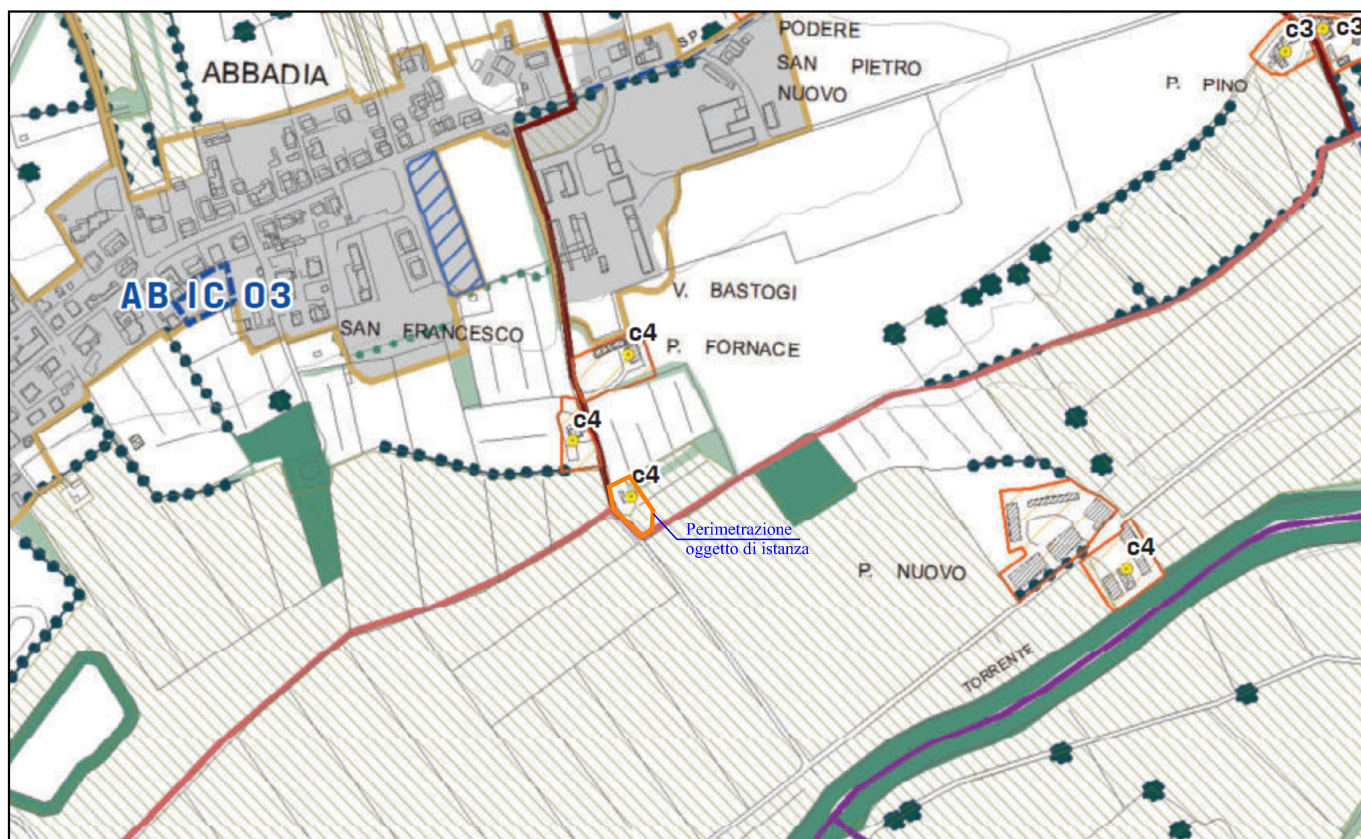 PODERE
SAN PIETRO
NUOVO
S.P.
c3
c3
P. PINO
ABBADIA
AB IC 03
SAN FRANCESCO
V. BASTOGI
P. FORNACE
c4
c4
c4
Perimetrazione
oggetto di istanza
P. NUOVO
c4
TORRENTE